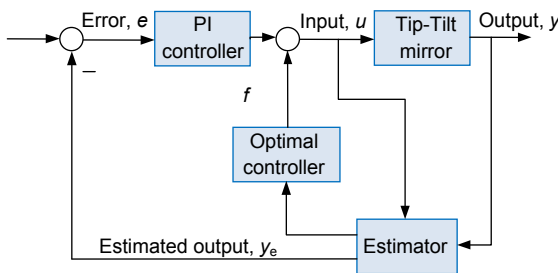 Error, e
PI
controller
Input, u
Tip-Tilt
mirror
Output, y
–
f
Optimal
controller
Estimated output, ye
Estimator